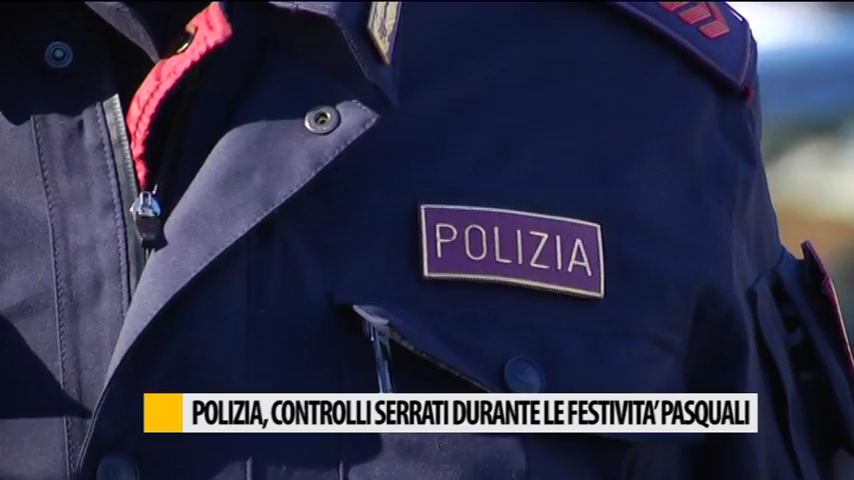 POLIZIA
POLIZIA, CONTROLLI SERRATI DURANTE LE FESTIVITA’ PASQUALI